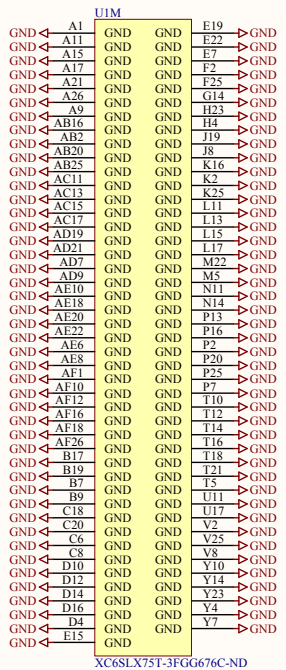 U1M
GND A1 GND GND E19 GND
GND A11 GND GND E22 GND
GND A15 GND GND E7 GND
GND A17 GND GND F2 GND
GND A21 GND GND F25 GND
GND A26 GND GND G14 GND
GND A9 GND GND H23 GND
GND AB16 GND GND H4 GND
GND AB2 GND GND J19 GND
GND AB20 GND GND J8 GND
GND AB25 GND GND K16 GND
GND AC11 GND GND K2 GND
GND AC13 GND GND K25 GND
GND AC15 GND GND L11 GND
GND AC17 GND GND L13 GND
GND AD19 GND GND L15 GND
GND AD21 GND GND L17 GND
GND AD7 GND GND M22 GND
GND AD9 GND GND M5 GND
GND AE10 GND GND N11 GND
GND AE18 GND GND N14 GND
GND AE20 GND GND P13 GND
GND AE22 GND GND P16 GND
GND AE6 GND GND P2 GND
GND AE8 GND GND P20 GND
GND AF1 GND GND P25 GND
GND AF10 GND GND P7 GND
GND AF12 GND GND T10 GND
GND AF16 GND GND T12 GND
GND AF18 GND GND T14 GND
GND AF26 GND GND T16 GND
GND B17 GND GND T18 GND
GND B19 GND GND T21 GND
GND B7 GND GND T5 GND
GND B9 GND GND U11 GND
GND C18 GND GND U17 GND
GND C20 GND GND V2 GND
GND C6 GND GND V25 GND
GND C8 GND GND V8 GND
GND D10 GND GND Y10 GND
GND D12 GND GND Y14 GND
GND D14 GND GND Y23 GND
GND D16 GND GND Y4 GND
GND D4 GND GND Y7 GND
GND E15 GND
XC6SLX75T-3FGG676C-ND